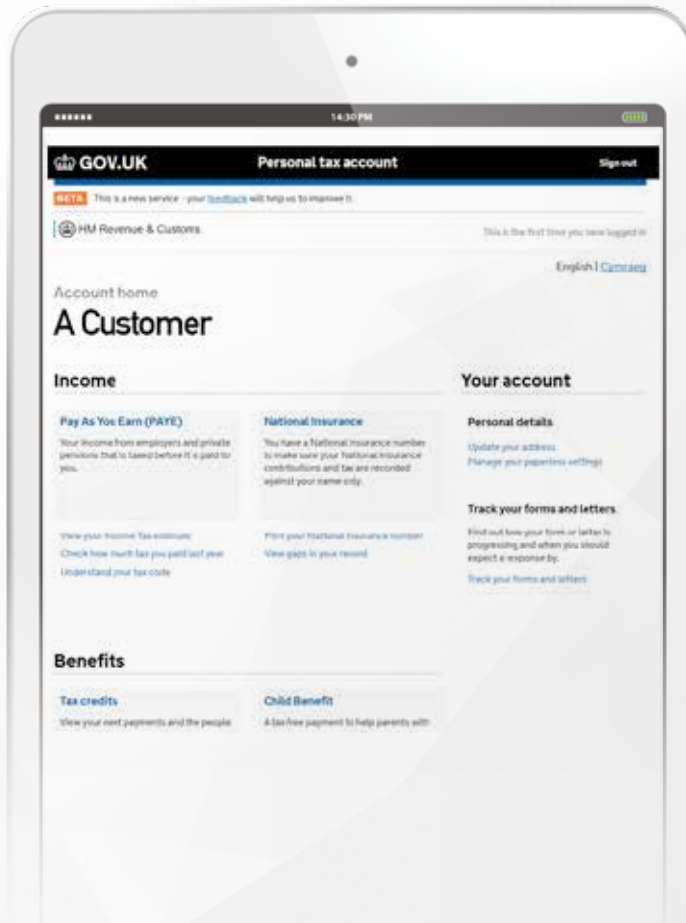 14:30 PM
GOV.UK
Personal tax account
Sign out
BETA This is a new service - your feedback will help us to improve it.
HM Revenue & Customs
This is the first time you have logged in
English | Cymraeg
Account home
A Customer
Income
Pay As You Earn (PAYE)
Your income from employers and private
pensions that is taxed before it is paid to
you.
View your Income Tax estimate
Check how much tax you paid last year
Understand your tax code
National Insurance
You have a National Insurance number
to make sure your National Insurance
contributions and tax are recorded
against your name only.
Print your National Insurance number
View gaps in your record
Your account
Personal details
Update your address
Manage your paperless settings
Track your forms and letters
Find out how your form or letter is
progressing and when you should
expect a response by.
Track your forms and letters
Benefits
Tax credits
View your next payments and the people
Child Benefit
A tax-free payment to help parents with